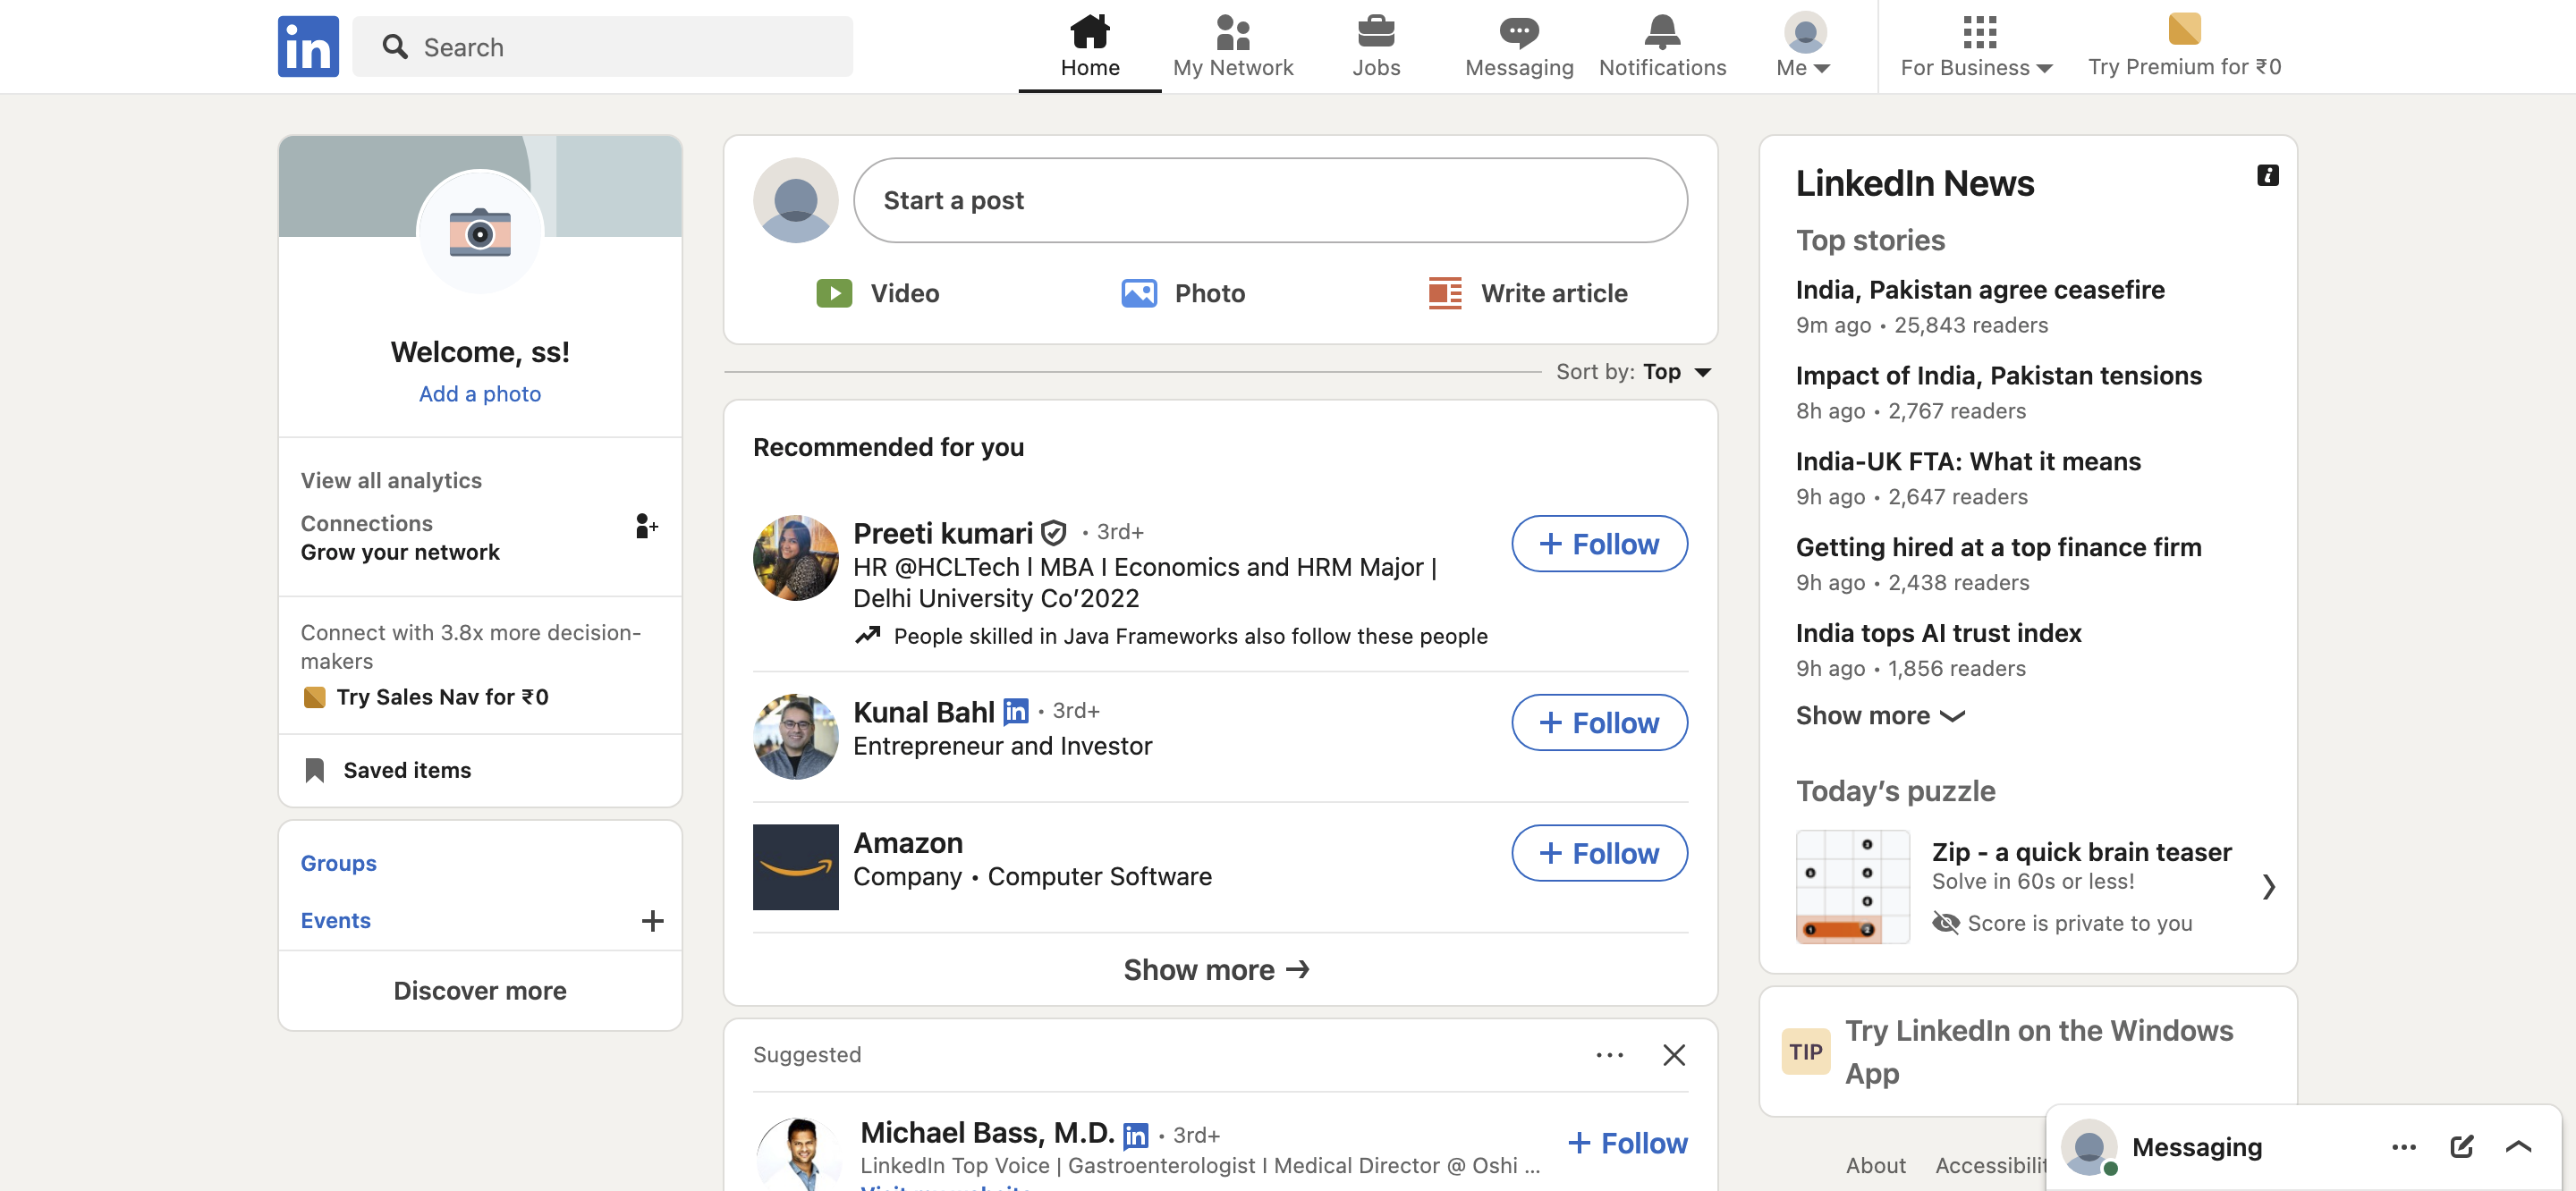 in
Search
Home
My Network
Jobs
Messaging
Notifications
Me
For Business
Try Premium for ₹0
Welcome, ss!
Add a photo
View all analytics
Connections
Grow your network
Connect with 3.8x more decision-
makers
Try Sales Nav for ₹0
Saved items
Groups
Events
Discover more
Start a post
Video
Photo
Write article
Sort by: Top
Recommended for you
Preeti kumari • 3rd+
HR @HCLTech l MBA l Economics and HRM Major |
Delhi University Co’2022
People skilled in Java Frameworks also follow these people
+ Follow
Kunal Bahl in • 3rd+
Entrepreneur and Investor
+ Follow
Amazon
Company • Computer Software
+ Follow
Show more →
Suggested
Michael Bass, M.D. in • 3rd+
LinkedIn Top Voice | Gastroenterologist l Medical Director @ Oshi ...
+ Follow
LinkedIn News
Top stories
India, Pakistan agree ceasefire
9m ago • 25,843 readers
Impact of India, Pakistan tensions
8h ago • 2,767 readers
India-UK FTA: What it means
9h ago • 2,647 readers
Getting hired at a top finance firm
9h ago • 2,438 readers
India tops AI trust index
9h ago • 1,856 readers
Show more
Today’s puzzle
Zip - a quick brain teaser
Solve in 60s or less!
Score is private to you
TIP
Try LinkedIn on the Windows
App
About Accessibilit
Messaging